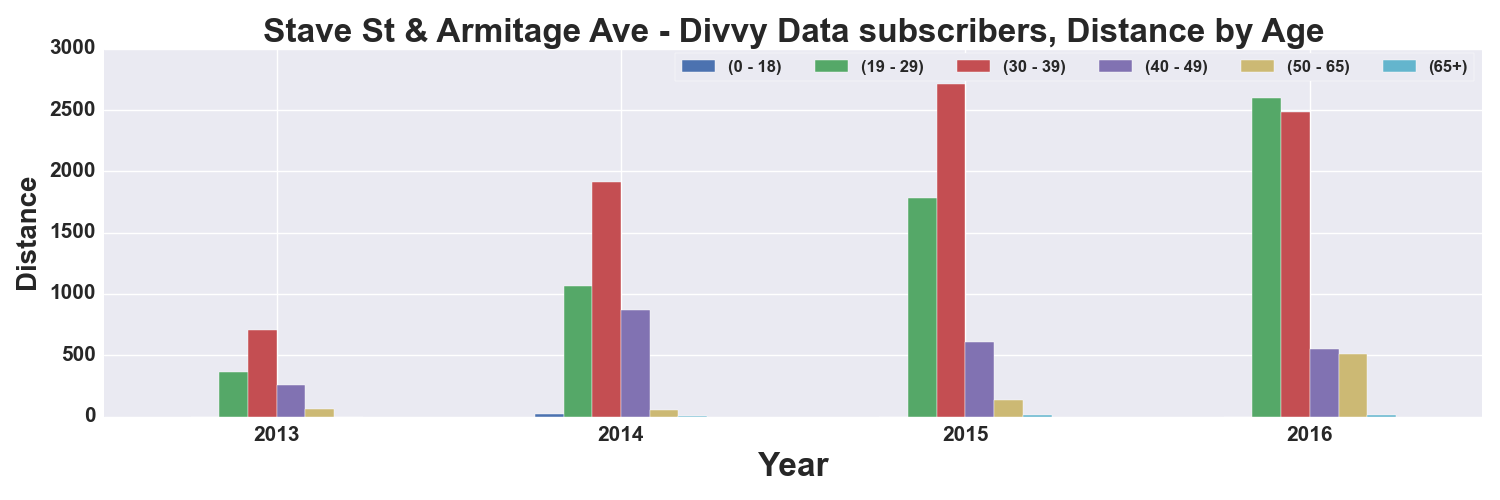 Stave St & Armitage Ave - Divvy Data subscribers, Distance by Age
(0 - 18) (19 - 29) (30 - 39) (40 - 49) (50 - 65) (65+)
3000
2500
2000
1500
1000
500
0
Distance
2013 2014 2015 2016
Year